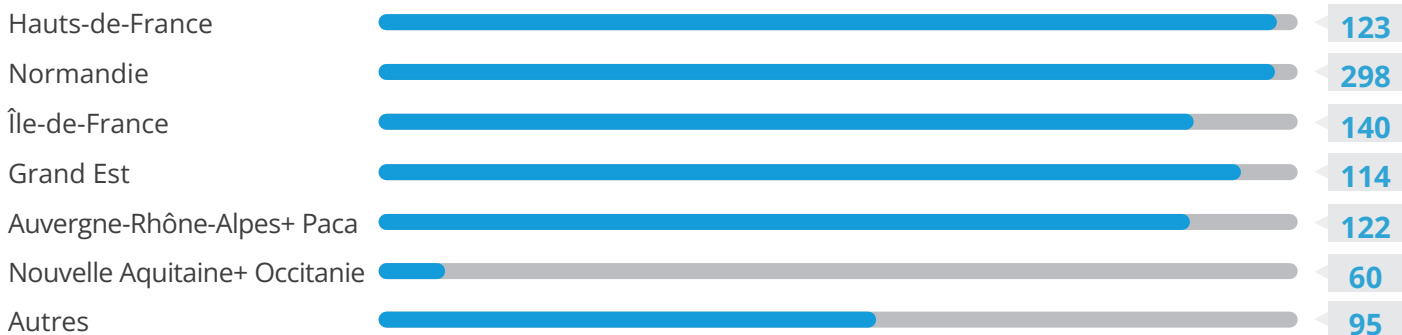 Hauts-de-France 123
Normandie 298
Île-de-France 140
Grand Est 114
Auvergne-Rhône-Alpes+ Paca 122
Nouvelle Aquitaine+ Occitanie 60
Autres 95